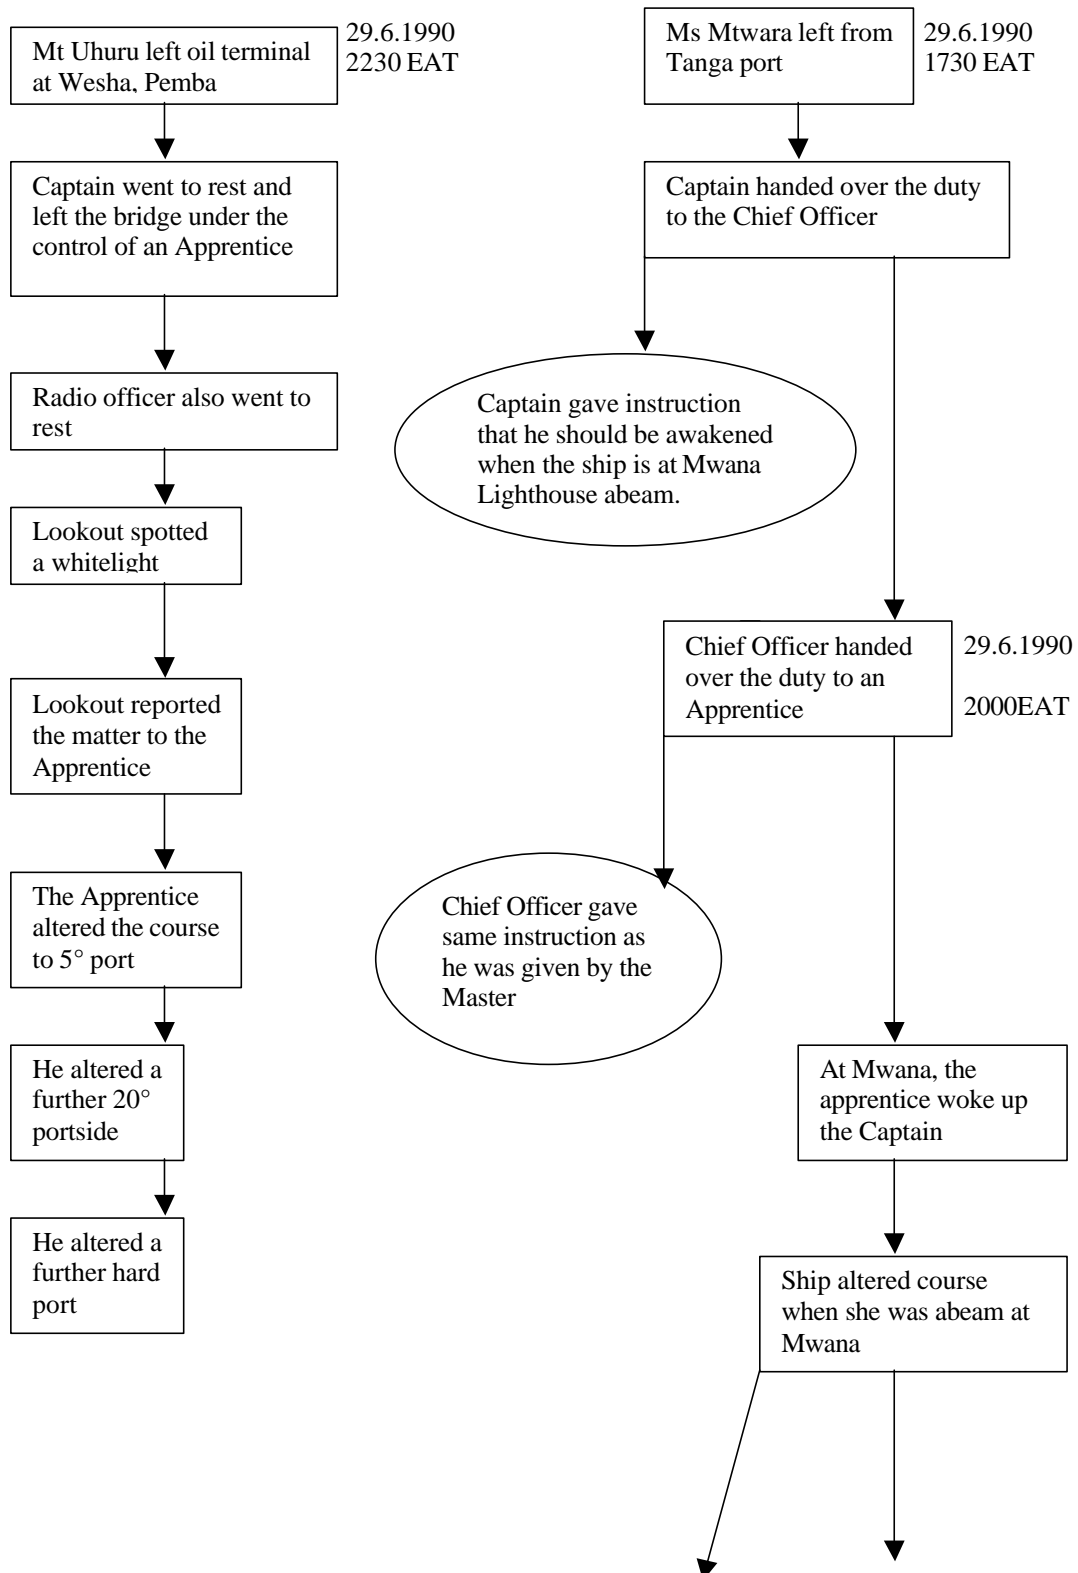 Mt Uhuru left oil terminal
at Wesha, Pemba
29.6.1990
2230 EAT
Captain went to rest and
left the bridge under the
control of an Apprentice
Radio officer also went to
rest
Lookout spotted
a whitelight
Lookout reported
the matter to the
Apprentice
The Apprentice
altered the course
to 5° port
He altered a
further 20°
portside
He altered a
further hard
port
Ms Mtwara left from
Tanga port
29.6.1990
1730 EAT
Captain handed over the duty
to the Chief Officer
Captain gave instruction
that he should be awakened
when the ship is at Mwana
Lighthouse abeam.
Chief Officer handed
over the duty to an
Apprentice
29.6.1990
2000EAT
Chief Officer gave
same instruction as
he was given by the
Master
At Mwana, the
apprentice woke up
the Captain
Ship altered course
when she was abeam at
Mwana